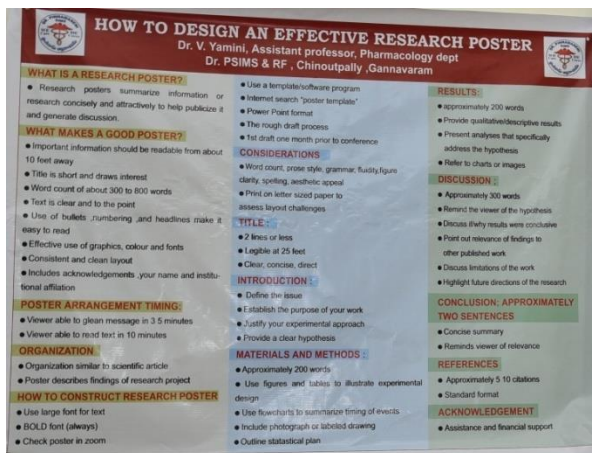 HOW TO DESIGN AN EFFECTIVE RESEARCH POSTER
Dr. V. Yamini, Assistant professor, Pharmacology dept
Dr. PSIMS & RF , Chinoutpally ,Gannavaram
WHAT IS A RESEARCH POSTER?
● Research posters summarize information or
research concisely and attractively to help publicize it
and generate discussion.
WHAT MAKES A GOOD POSTER?
● Important information should be readable from about
10 feet away
● Title is short and draws interest
● Word count of about 300 to 800 words
● Text is clear and to the point
● Use of bullets ,numbering ,and headlines make it
easy to read
● Effective use of graphics, colour and fonts
● Consistent and clean layout
● Includes acknowledgements ,your name and institu-
tional affilation
POSTER ARRANGEMENT TIMING:
● Viewer able to glean message in 3 5 minutes
● Viewer able to read text in 10 minutes
ORGANIZATION
● Organization similar to scientific article
● Poster describes findings of research project
HOW TO CONSTRUCT RESEARCH POSTER
● Use large font for text
● BOLD font (always)
● Check poster in zoom
● Use a template/software program
● Internet search "poster template"
● Power Point format
● The rough draft process
● 1st draft one month prior to conference
CONSIDERATIONS
● Word count, prose style, grammar, fluidity,figure
clarity, spelling, aesthetic appeal
● Print on letter sized paper to
assess layout challenges
TITLE :
● 2 lines or less
● Legible at 25 feet
● Clear, concise, direct
INTRODUCTION :
● Define the issue
● Establish the purpose of your work
● Justify your experimental approach
● Provide a clear hypothesis
MATERIALS AND METHODS :
● Approximately 200 words
● Use figures and tables to illustrate experimental
design
● Use flowcharts to summarize timing of events
● Include photograph or labeled drawing
● Outline statastical plan
RESULTS:
● approximately 200 words
● Provide qualitative/descriptive results
● Present analyses that specifically
address the hypothesis
● Refer to charts or images
DISCUSSION :
● Approximately 300 words
● Remind the viewer of the hypothesis
● Discuss if/why results were conclusive
● Point out relevance of findings to
other published work
● Discuss limitations of the work
● Highlight future directions of the research
CONCLUSION; APPROXIMATELY
TWO SENTENCES
● Concise summary
● Reminds viewer of relevance
REFERENCES
● Approximately 5 10 citations
● Standard format
ACKNOWLEDGEMENT
● Assistance and financial support